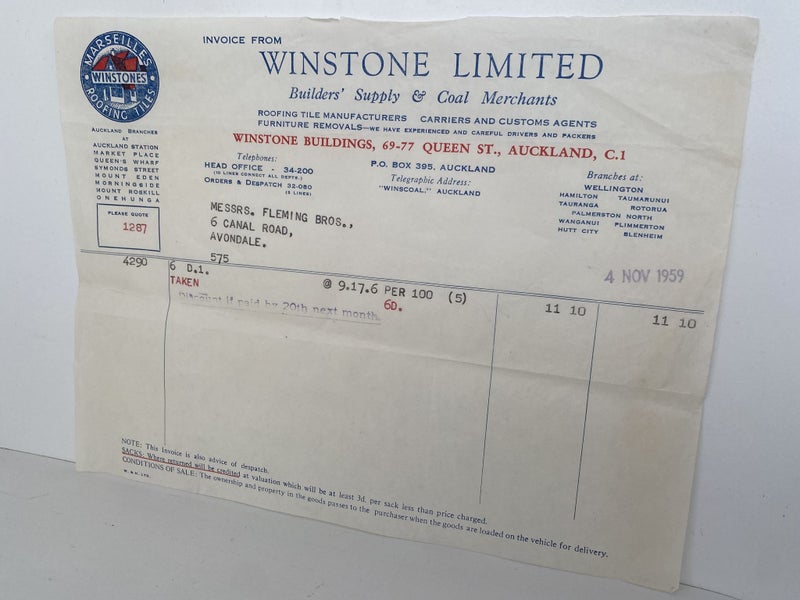 MARSEILLES
WINSTONES
ROOFING TILES
INVOICE FROM
WINSTONE LIMITED
Builders' Supply & Coal Merchants
ROOFING TILE MANUFACTURERS CARRIERS AND CUSTOMS AGENTS
FURNITURE REMOVALS—WE HAVE EXPERIENCED AND CAREFUL DRIVERS AND PACKERS
WINSTONE BUILDINGS, 69-77 QUEEN ST., AUCKLAND, C.1
AUCKLAND BRANCHES
AT
AUCKLAND STATION
MARKET PLACE
QUEEN'S WHARF
SYMONDS STREET
MOUNT EDEN
MORNINGSIDE
MOUNT ROSKILL
ONEHUNGA
Telephones:
HEAD OFFICE - 34-200
(10 LINES CONNECT ALL DEPTS.)
ORDERS & DESPATCH 32-080
(5 LINES)
P.O. BOX 395, AUCKLAND
Telegraphic Address:
"WINSCOAL," AUCKLAND
Branches at:
WELLINGTON
HAMILTON TAUMARUNUI
TAURANGA ROTORUA
PALMERSTON NORTH
WANGANUI PLIMMERTON
HUTT CITY BLENHEIM
PLEASE QUOTE
1287
MESSRS. FLEMING BROS.,
6 CANAL ROAD,
AVONDALE.
575
4 NOV 1959
4290 6 D.1.
TAKEN @ 9.17.6 PER 100 (5) 11 10 11 10
Discount if paid by 20th next month. 6D.
NOTE: This Invoice is also advice of despatch.
SACKS: Where returned will be credited at valuation which will be at least 3d. per sack less than price charged.
CONDITIONS OF SALE: The ownership and property in the goods passes to the purchaser when the goods are loaded on the vehicle for delivery.